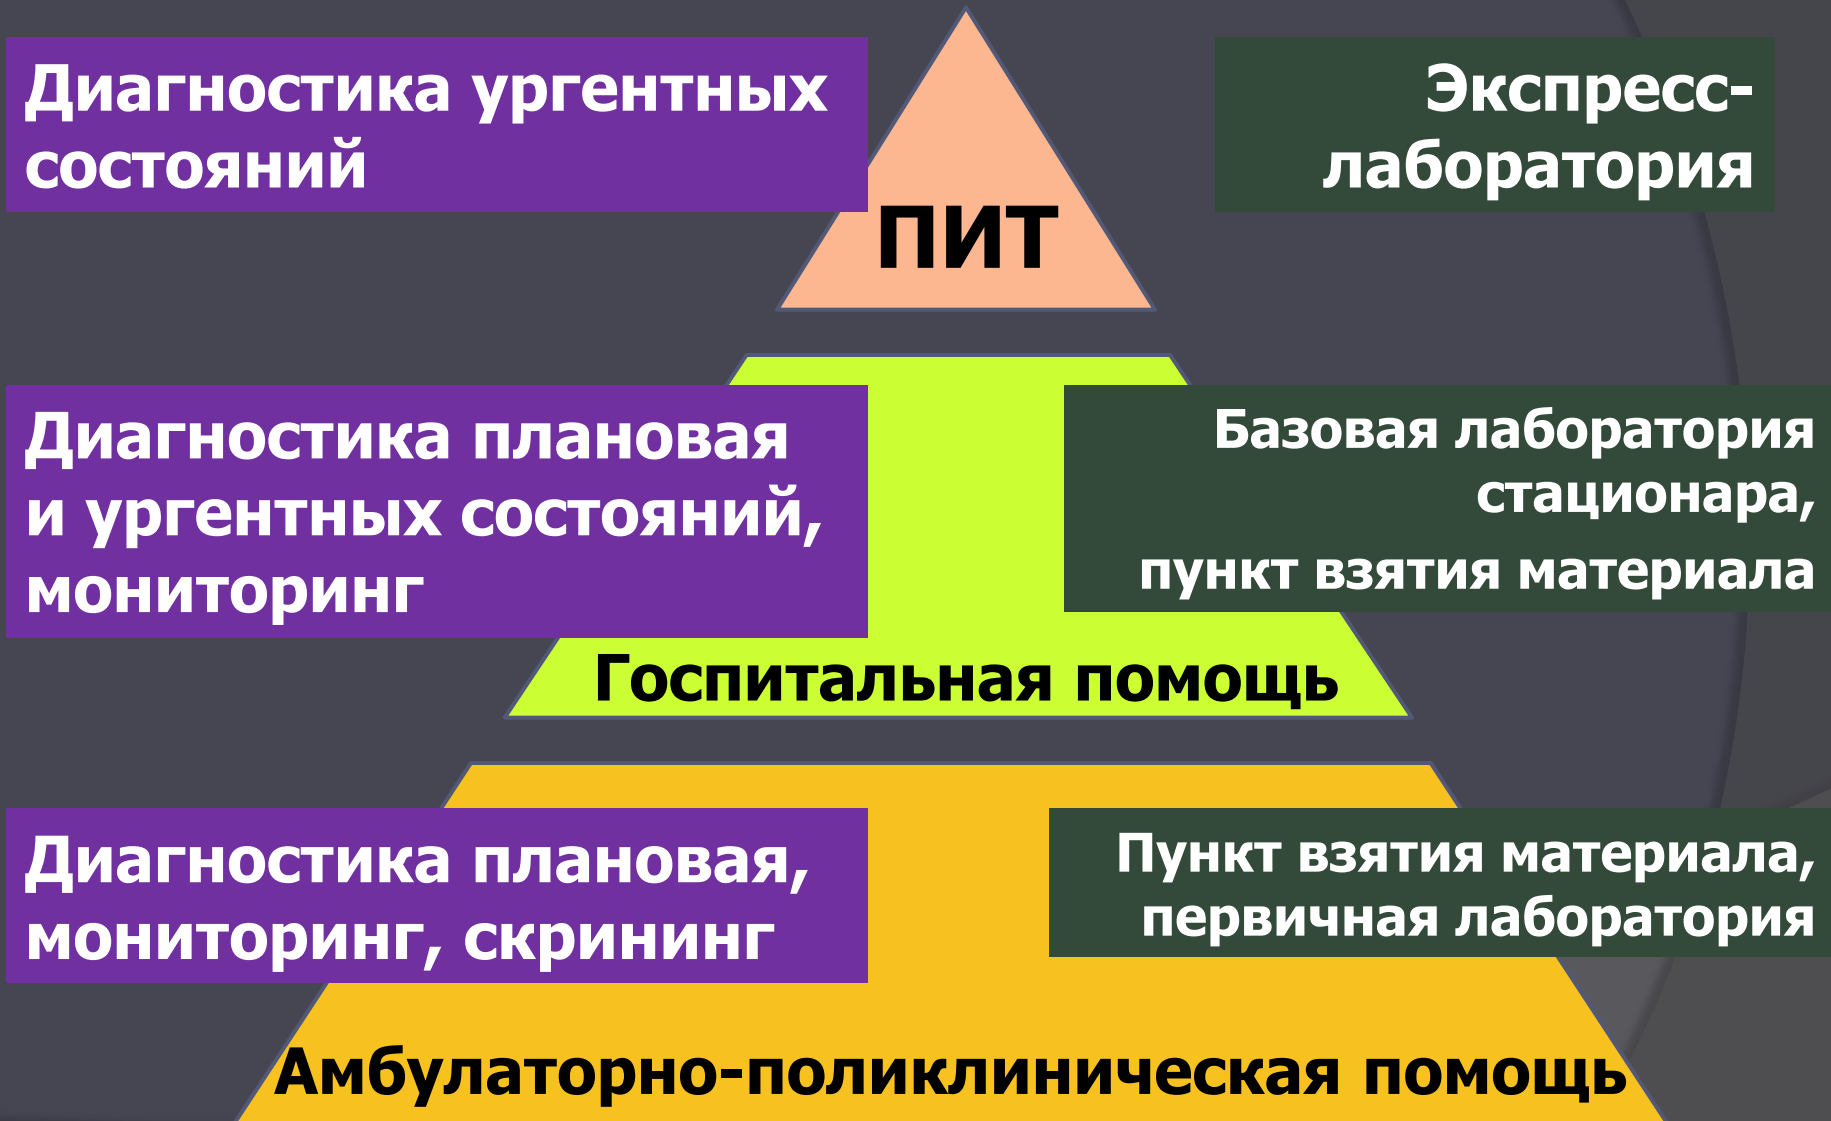 Диагностика ургентных
состояний
Экспресс-
лаборатория
ПИТ
Диагностика плановая
и ургентных состояний,
мониторинг
Базовая лаборатория
стационара,
пункт взятия материала
Госпитальная помощь
Диагностика плановая,
мониторинг, скрининг
Пункт взятия материала,
первичная лаборатория
Амбулаторно-поликлиническая помощь